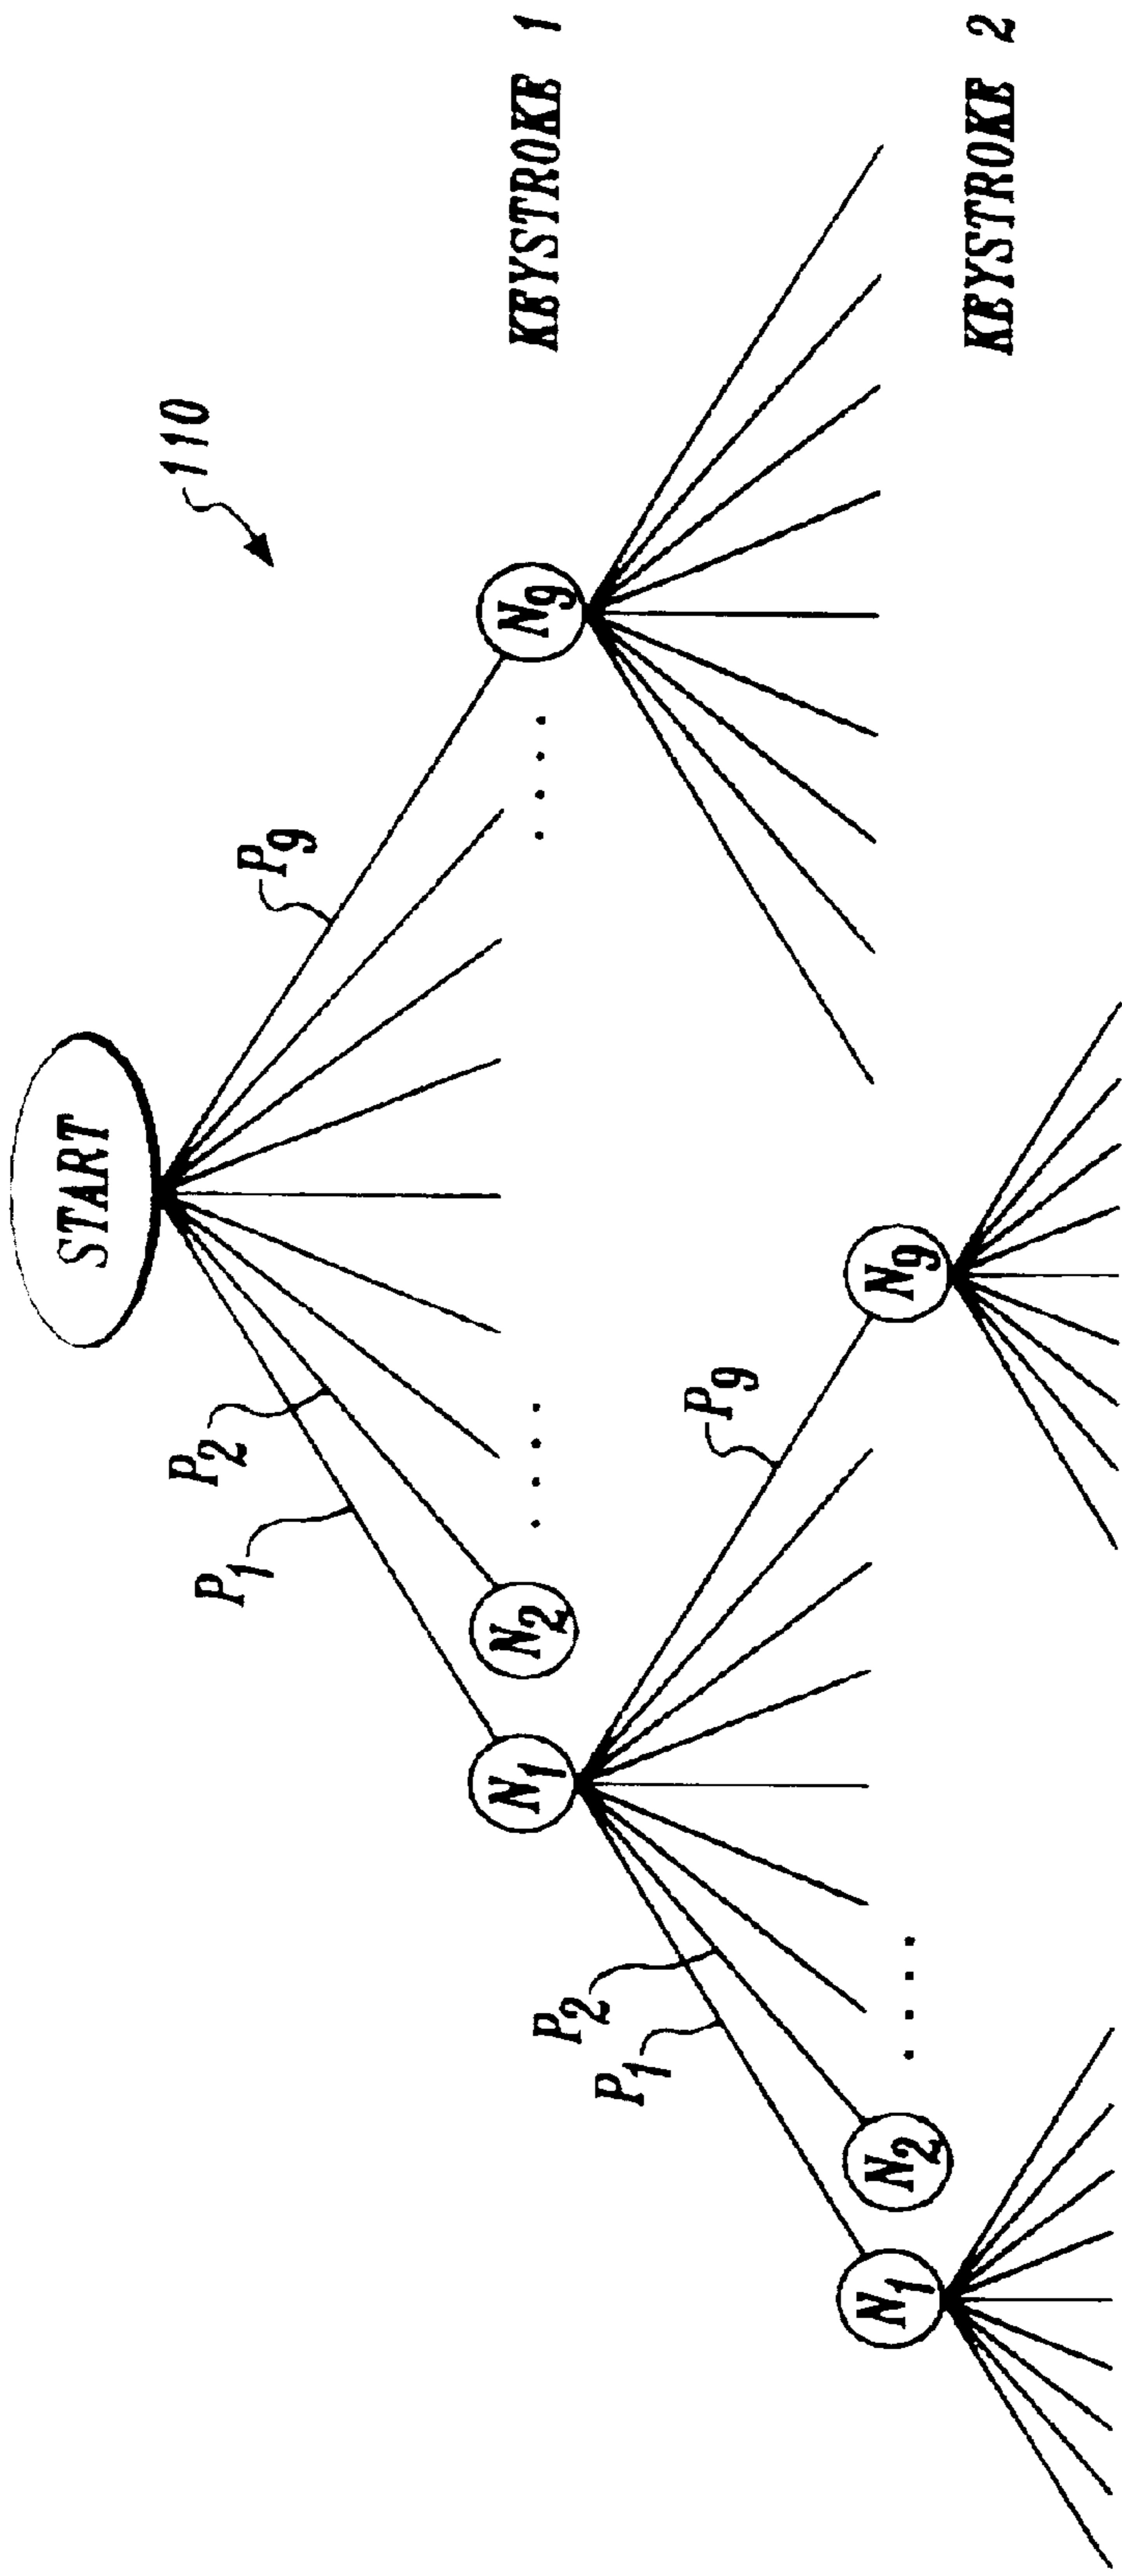 START
110
P1
P2
P9
N1
N2
....
....
N9
KEYSTROKE 1
P1
P2
P9
N1
N2
....
N9
KEYSTROKE 2